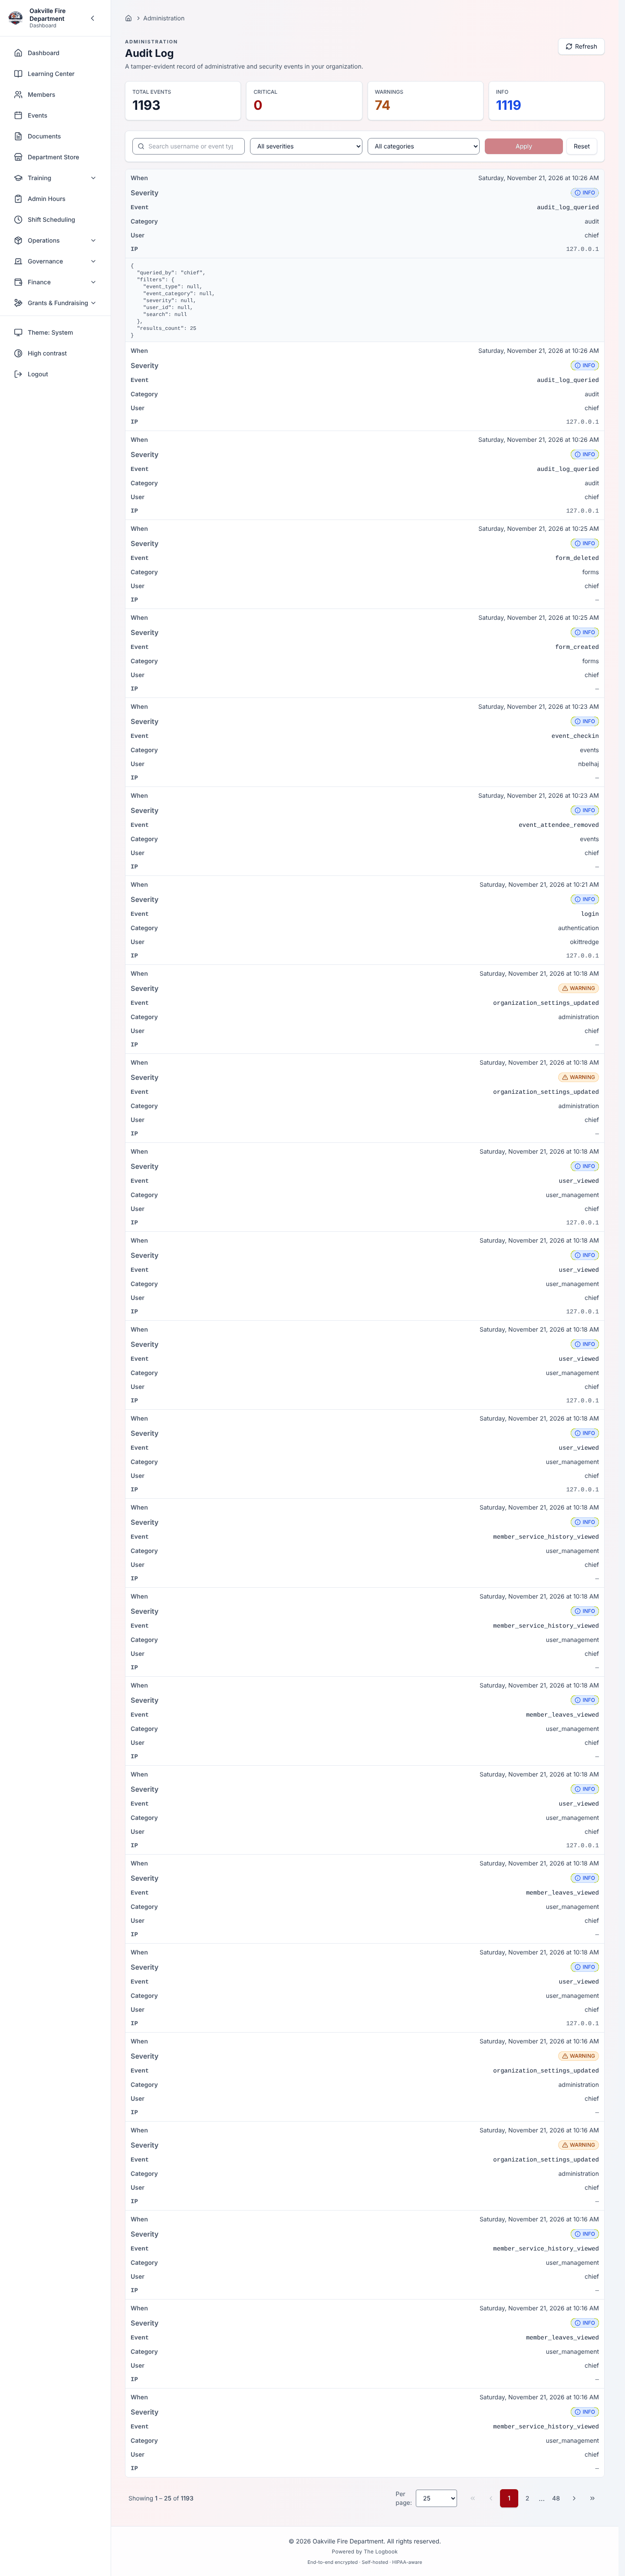 Oakville Fire
Department
Dashboard
Dashboard
Learning Center
Members
Events
Documents
Department Store
Training
Admin Hours
Shift Scheduling
Operations
Governance
Finance
Grants & Fundraising
Theme: System
High contrast
Logout
Administration
ADMINISTRATION
Audit Log
A tamper-evident record of administrative and security events in your organization.
Refresh
TOTAL EVENTS
1193
CRITICAL
0
WARNINGS
74
INFO
1119
Search username or event typ
All severities
All categories
Apply
Reset
When Saturday, November 21, 2026 at 10:26 AM
Severity INFO
Event audit_log_queried
Category audit
User chief
IP 127.0.0.1
{
"queried_by": "chief",
"filters": {
"event_type": null,
"event_category": null,
"severity": null,
"user_id": null,
"search": null
},
"results_count": 25
}
When Saturday, November 21, 2026 at 10:26 AM
Severity INFO
Event audit_log_queried
Category audit
User chief
IP 127.0.0.1
When Saturday, November 21, 2026 at 10:26 AM
Severity INFO
Event audit_log_queried
Category audit
User chief
IP 127.0.0.1
When Saturday, November 21, 2026 at 10:25 AM
Severity INFO
Event form_deleted
Category forms
User chief
IP —
When Saturday, November 21, 2026 at 10:25 AM
Severity INFO
Event form_created
Category forms
User chief
IP —
When Saturday, November 21, 2026 at 10:23 AM
Severity INFO
Event event_checkin
Category events
User nbelhaj
IP —
When Saturday, November 21, 2026 at 10:23 AM
Severity INFO
Event event_attendee_removed
Category events
User chief
IP —
When Saturday, November 21, 2026 at 10:21 AM
Severity INFO
Event login
Category authentication
User okittredge
IP 127.0.0.1
When Saturday, November 21, 2026 at 10:18 AM
Severity WARNING
Event organization_settings_updated
Category administration
User chief
IP —
When Saturday, November 21, 2026 at 10:18 AM
Severity WARNING
Event organization_settings_updated
Category administration
User chief
IP —
When Saturday, November 21, 2026 at 10:18 AM
Severity INFO
Event user_viewed
Category user_management
User chief
IP 127.0.0.1
When Saturday, November 21, 2026 at 10:18 AM
Severity INFO
Event user_viewed
Category user_management
User chief
IP 127.0.0.1
When Saturday, November 21, 2026 at 10:18 AM
Severity INFO
Event user_viewed
Category user_management
User chief
IP 127.0.0.1
When Saturday, November 21, 2026 at 10:18 AM
Severity INFO
Event user_viewed
Category user_management
User chief
IP 127.0.0.1
When Saturday, November 21, 2026 at 10:18 AM
Severity INFO
Event member_service_history_viewed
Category user_management
User chief
IP —
When Saturday, November 21, 2026 at 10:18 AM
Severity INFO
Event member_service_history_viewed
Category user_management
User chief
IP —
When Saturday, November 21, 2026 at 10:18 AM
Severity INFO
Event member_leaves_viewed
Category user_management
User chief
IP —
When Saturday, November 21, 2026 at 10:18 AM
Severity INFO
Event user_viewed
Category user_management
User chief
IP 127.0.0.1
When Saturday, November 21, 2026 at 10:18 AM
Severity INFO
Event member_leaves_viewed
Category user_management
User chief
IP —
When Saturday, November 21, 2026 at 10:18 AM
Severity INFO
Event user_viewed
Category user_management
User chief
IP 127.0.0.1
When Saturday, November 21, 2026 at 10:16 AM
Severity WARNING
Event organization_settings_updated
Category administration
User chief
IP —
When Saturday, November 21, 2026 at 10:16 AM
Severity WARNING
Event organization_settings_updated
Category administration
User chief
IP —
When Saturday, November 21, 2026 at 10:16 AM
Severity INFO
Event member_service_history_viewed
Category user_management
User chief
IP —
When Saturday, November 21, 2026 at 10:16 AM
Severity INFO
Event member_leaves_viewed
Category user_management
User chief
IP —
When Saturday, November 21, 2026 at 10:16 AM
Severity INFO
Event member_service_history_viewed
Category user_management
User chief
IP —
Showing 1 – 25 of 1193
Per page: 25
1 2 ... 48
© 2026 Oakville Fire Department. All rights reserved.
Powered by The Logbook
End-to-end encrypted · Self-hosted · HIPAA-aware